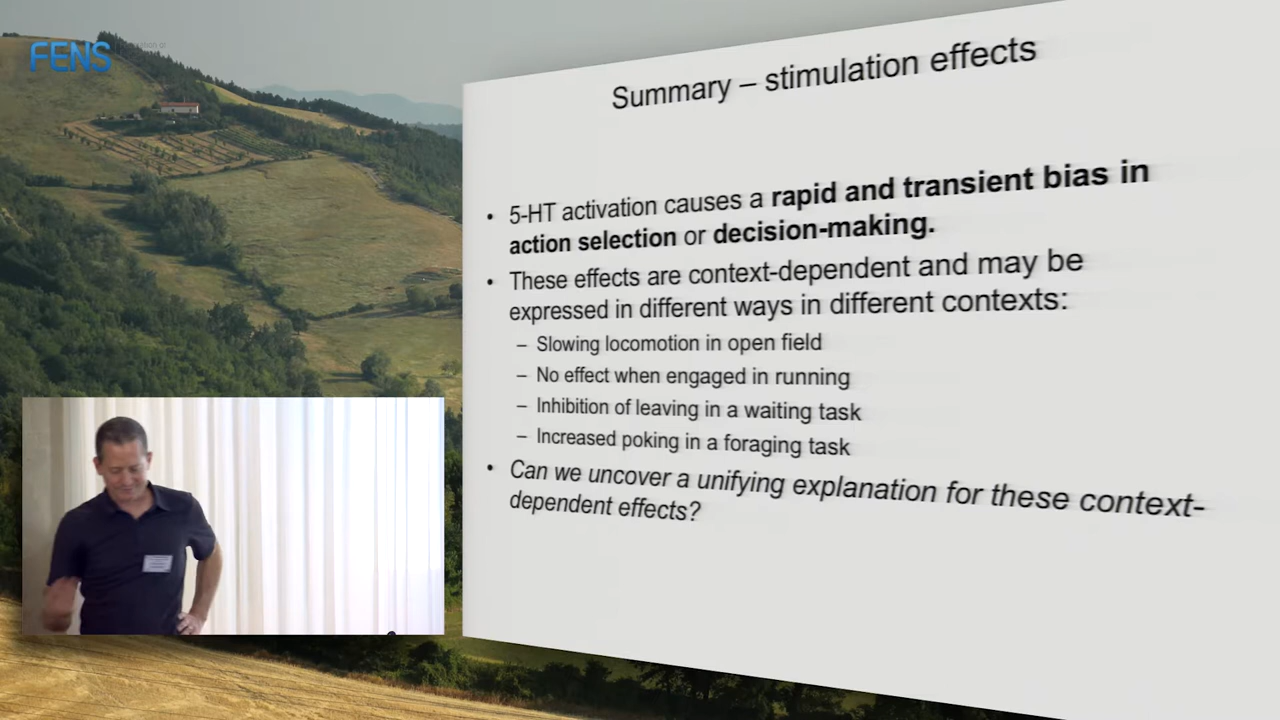 FENS
Summary – stimulation effects
• 5-HT activation causes a rapid and transient bias in
action selection or decision-making.
• These effects are context-dependent and may be
expressed in different ways in different contexts:
– Slowing locomotion in open field
– No effect when engaged in running
– Inhibition of leaving in a waiting task
– Increased poking in a foraging task
• Can we uncover a unifying explanation for these context-
dependent effects?